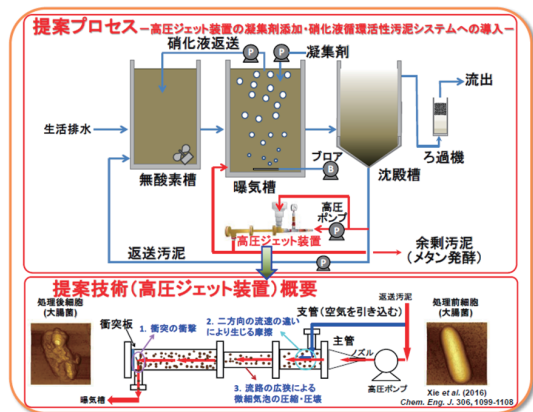 提案プロセス－高圧ジェット装置の凝集剤添加・硝化液循環活性汚泥システムへの導入－
硝化液返送
P
P
凝集剤
生活排水
流出
無酸素槽
曝気槽
ブロア
B
沈殿槽
ろ過機
高圧
ポンプ
P
高圧ジェット装置
返送汚泥
P
余剰汚泥
(メタン発酵)
提案技術(高圧ジェット装置)概要
処理後細胞
(大腸菌)
衝突板
1. 衝突の衝撃
2. 二方向の流速の違い
により生じる摩擦
支管(空気を引き込む)
主管
ノズル
返送汚泥
処理前細胞
(大腸菌)
P
高圧ポンプ
3. 流路の広狭による
微細気泡の圧縮・圧壊
曝気槽
Xie et al. (2016)
Chem. Eng. J. 306, 1099-1108